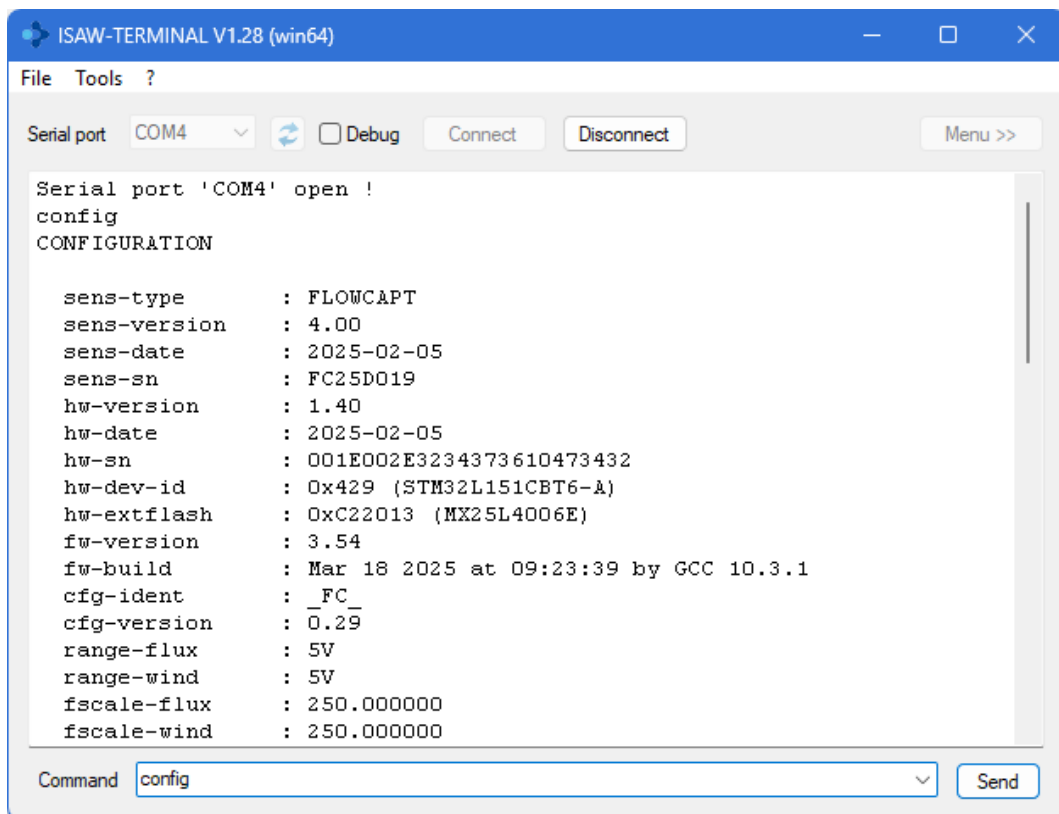 ISAW-TERMINAL V1.28 (win64)
File Tools ?
Serial port COM4 Debug Connect Disconnect Menu >>
Serial port 'COM4' open !
config
CONFIGURATION
sens-type : FLOWCAPT
sens-version : 4.00
sens-date : 2025-02-05
sens-sn : FC25D019
hw-version : 1.40
hw-date : 2025-02-05
hw-sn : 001E002E3234373610473432
hw-dev-id : 0x429 (STM32L151CBT6-A)
hw-extflash : 0xC22013 (MX25L4006E)
fw-version : 3.54
fw-build : Mar 18 2025 at 09:23:39 by GCC 10.3.1
cfg-ident : _FC_
cfg-version : 0.29
range-flux : 5V
range-wind : 5V
fscale-flux : 250.000000
fscale-wind : 250.000000
Command config Send